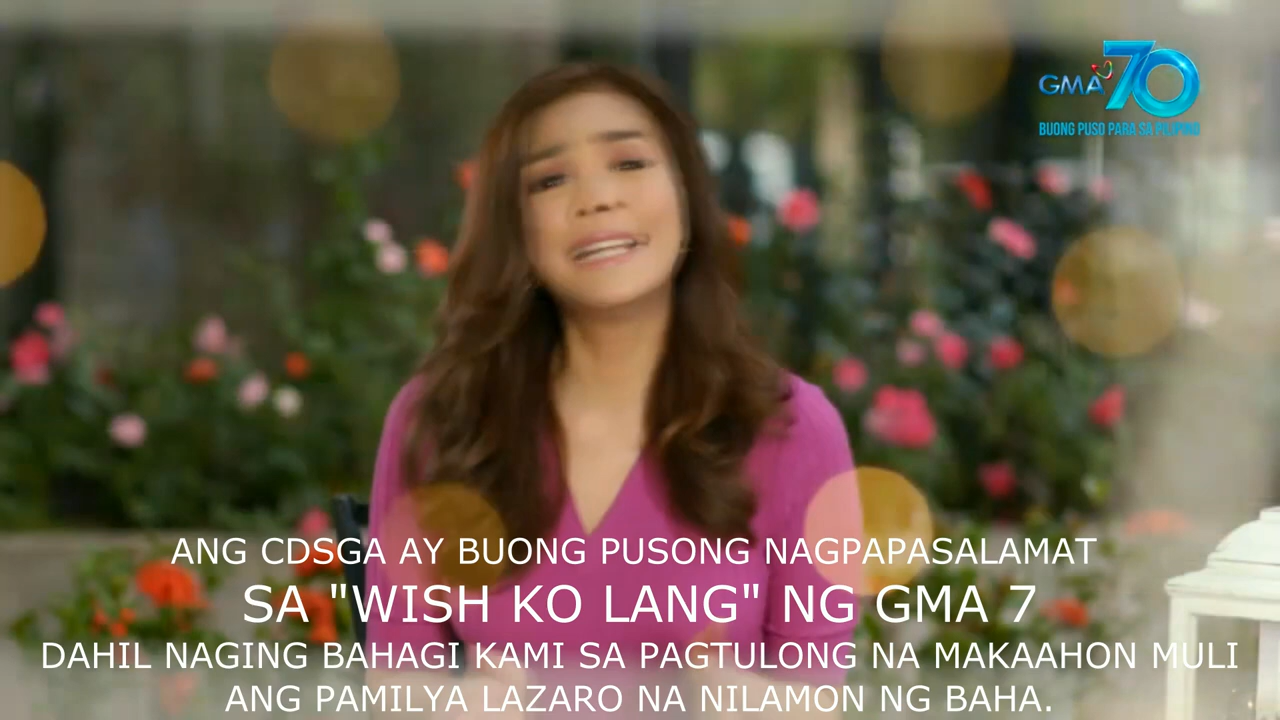 GMA 70
BUONG PUSO PARA SA PILIPINO
ANG CDSGA AY BUONG PUSONG NAGPAPASALAMAT
SA "WISH KO LANG" NG GMA 7
DAHIL NAGING BAHAGI KAMI SA PAGTULONG NA MAKAAHON MULI
ANG PAMILYA LAZARO NA NILAMON NG BAHA.